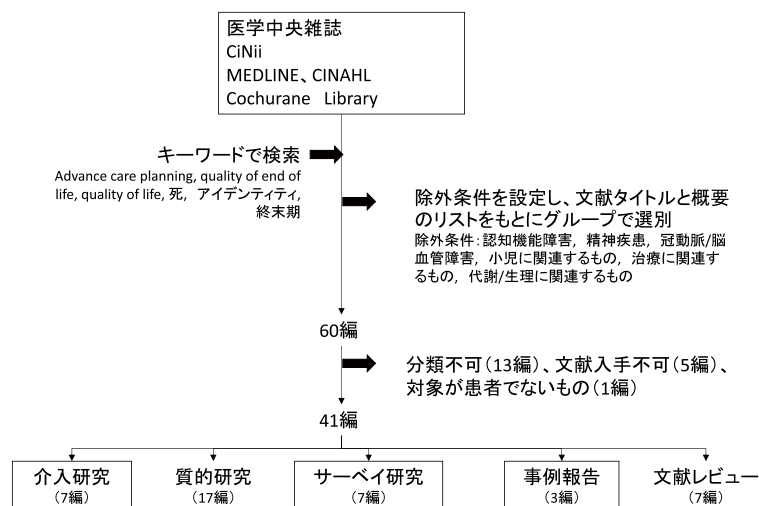 医学中央雑誌
CiNii
MEDLINE、CINAHL
Cochurane Library
キーワードで検索
Advance care planning, quality of end of
life, quality of life, 死, アイデンティティ,
終末期
除外条件を設定し、文献タイトルと概要
のリストをもとにグループで選別
除外条件：認知機能障害, 精神疾患, 冠動脈/脳
血管障害, 小児に関連するもの, 治療に関連す
るもの, 代謝/生理に関連するもの
60編
分類不可（13編）、文献入手不可（5編）、
対象が患者でないもの（1編）
41編
介入研究
（7編）
質的研究
（17編）
サーベイ研究
（7編）
事例報告
（3編）
文献レビュー
（7編）